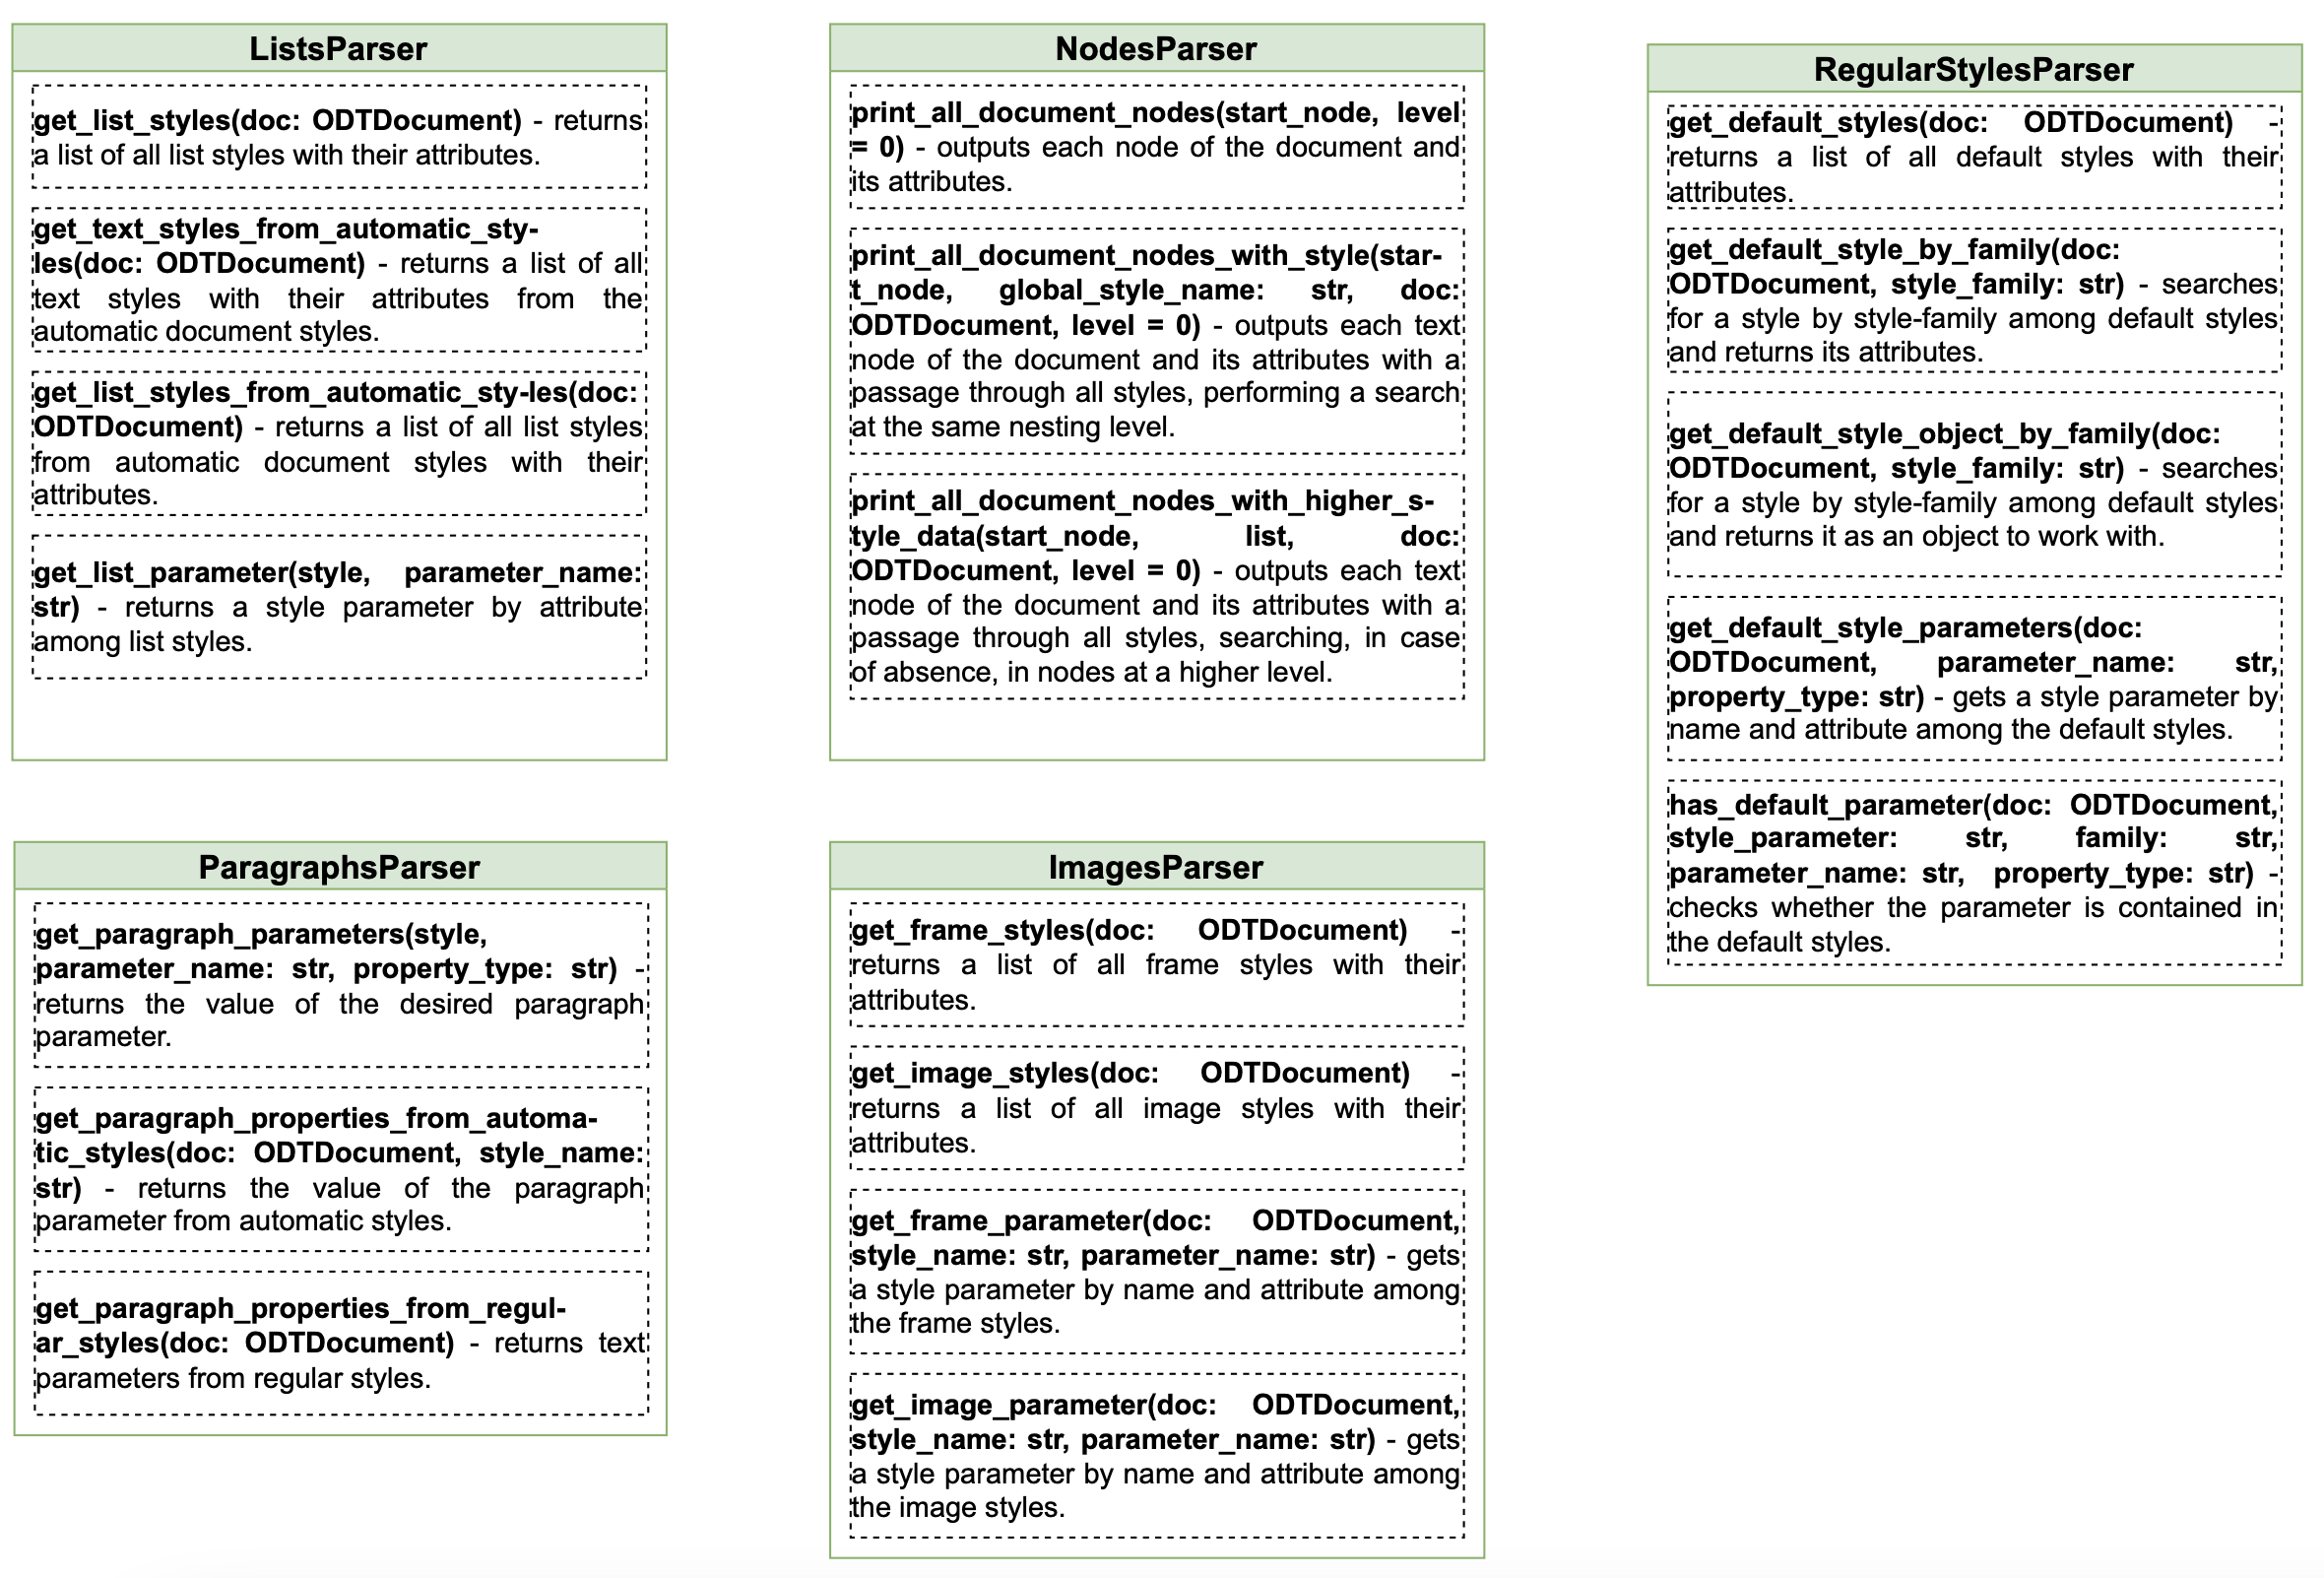 ListsParser
get_list_styles(doc: ODTDocument) - returns
a list of all list styles with their attributes.
get_text_styles_from_automatic_sty-
les(doc: ODTDocument) - returns a list of all
text styles with their attributes from the
automatic document styles.
get_list_styles_from_automatic_sty-les(doc:
ODTDocument) - returns a list of all list styles
from automatic document styles with their
attributes.
get_list_parameter(style, parameter_name:
str) - returns a style parameter by attribute
among list styles.
NodesParser
print_all_document_nodes(start_node, level
= 0) - outputs each node of the document and
its attributes.
print_all_document_nodes_with_style(star-
t_node, global_style_name: str, doc:
ODTDocument, level = 0) - outputs each text
node of the document and its attributes with a
passage through all styles, performing a search
at the same nesting level.
print_all_document_nodes_with_higher_s-
tyle_data(start_node, list, doc:
ODTDocument, level = 0) - outputs each text
node of the document and its attributes with a
passage through all styles, searching, in case
of absence, in nodes at a higher level.
RegularStylesParser
get_default_styles(doc: ODTDocument) -
returns a list of all default styles with their
attributes.
get_default_style_by_family(doc:
ODTDocument, style_family: str) - searches
for a style by style-family among default styles
and returns its attributes.
get_default_style_object_by_family(doc:
ODTDocument, style_family: str) - searches
for a style by style-family among default styles
and returns it as an object to work with.
get_default_style_parameters(doc:
ODTDocument, parameter_name: str,
property_type: str) - gets a style parameter by
name and attribute among the default styles.
has_default_parameter(doc: ODTDocument,
style_parameter: str, family: str,
parameter_name: str, property_type: str) -
checks whether the parameter is contained in
the default styles.
ParagraphsParser
get_paragraph_parameters(style,
parameter_name: str, property_type: str) -
returns the value of the desired paragraph
parameter.
get_paragraph_properties_from_automa-
tic_styles(doc: ODTDocument, style_name:
str) - returns the value of the paragraph
parameter from automatic styles.
get_paragraph_properties_from_regul-
ar_styles(doc: ODTDocument) - returns text
parameters from regular styles.
ImagesParser
get_frame_styles(doc: ODTDocument) -
returns a list of all frame styles with their
attributes.
get_image_styles(doc: ODTDocument) -
returns a list of all image styles with their
attributes.
get_frame_parameter(doc: ODTDocument,
style_name: str, parameter_name: str) - gets
a style parameter by name and attribute among
the frame styles.
get_image_parameter(doc: ODTDocument,
style_name: str, parameter_name: str) - gets
a style parameter by name and attribute among
the image styles.